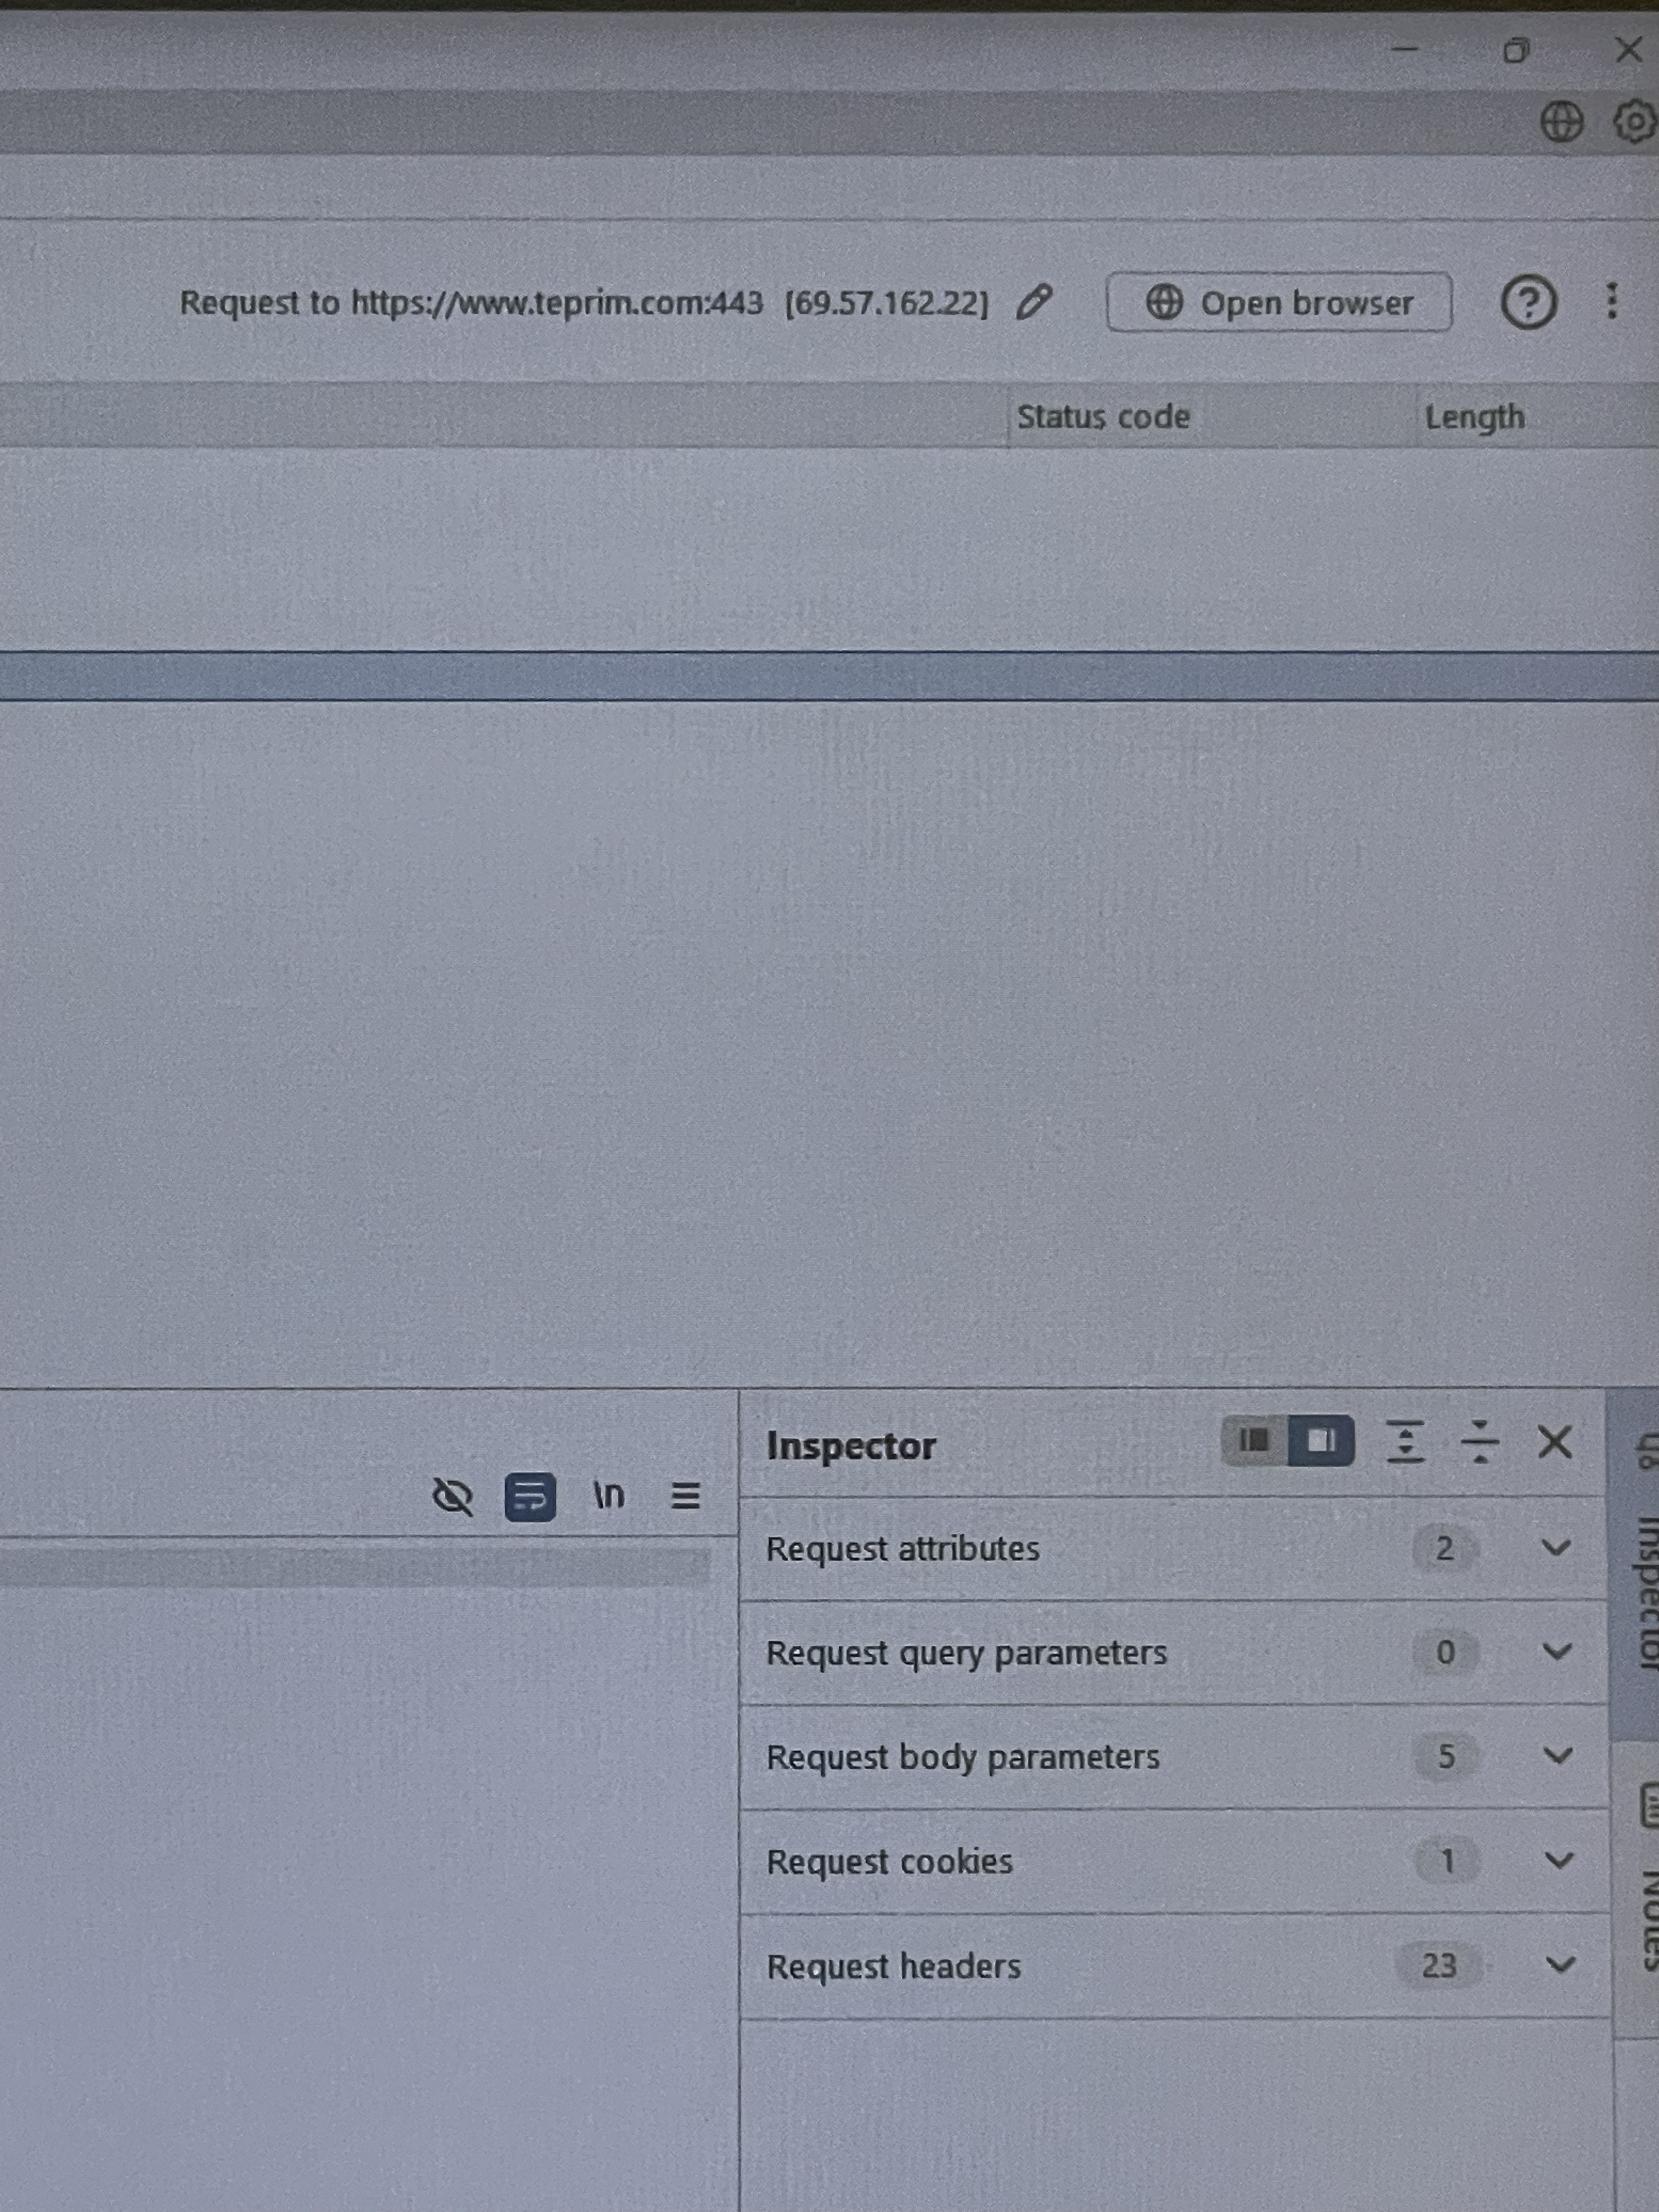 Request to https://www.teprim.com:443 [69.57.162.22]
Open browser
?
Status code
Length
Inspector
\n
Request attributes
2
Request query parameters
0
Request body parameters
5
Request cookies
1
Request headers
23
Inspector
Notes